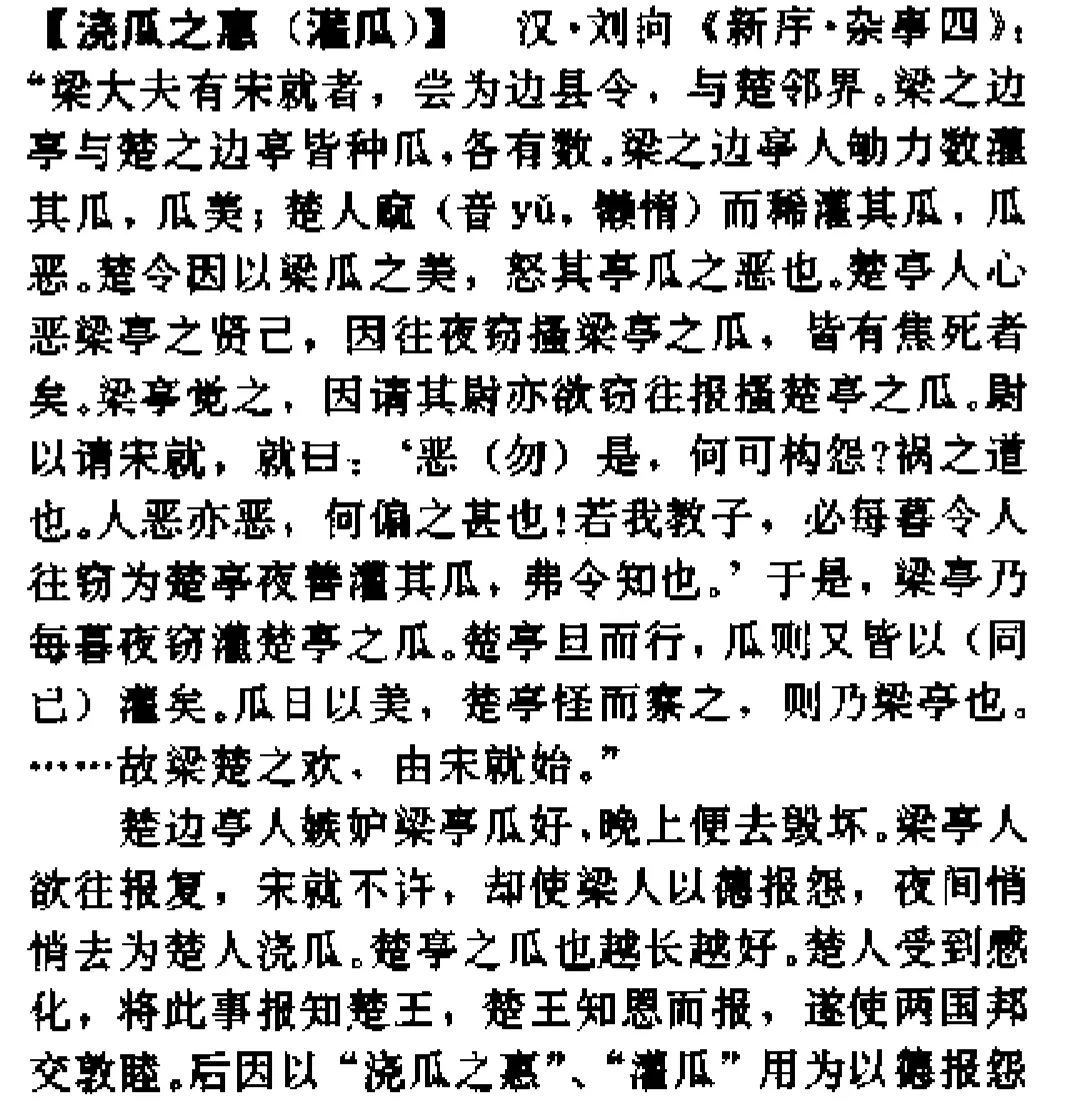 【浇瓜之惠（灌瓜）】 汉·刘向《新序·杂事四》：
“梁大夫有宋就者，尝为边县令，与楚邻界。梁之边
亭与楚之边亭皆种瓜，各有数。梁之边亭人劬力数灌
其瓜，瓜美；楚人窳（音yǔ，懒惰）而稀灌其瓜，瓜
恶。楚令因以梁瓜之美，怒其亭瓜之恶也。楚亭人心
恶梁亭之贤己，因往夜窃搔梁亭之瓜，皆有焦死者
矣。梁亭觉之，因请其尉亦欲窃往报搔楚亭之瓜。尉
以请宋就，就曰：‘恶（勿）是，何可构怨？祸之道
也。人恶亦恶，何偏之甚也！若我教子，必每暮令人
往窃为楚亭夜善灌其瓜，弗令知也。’于是，梁亭乃
每暮夜窃灌楚亭之瓜。楚亭旦而行，瓜则又皆以（同
已）灌矣。瓜日以美，楚亭怪而察之，则乃梁亭也。
……故梁楚之欢，由宋就始。”
楚边亭人嫉妒梁亭瓜好，晚上便去毁坏。梁亭人
欲往报复，宋就不许，却使梁人以德报怨，夜间悄
悄去为楚人浇瓜。楚亭之瓜也越长越好。楚人受到感
化，将此事报知楚王，楚王知恩而报，遂使两国邦
交敦睦。后因以“浇瓜之惠”、“灌瓜”用为以德报怨